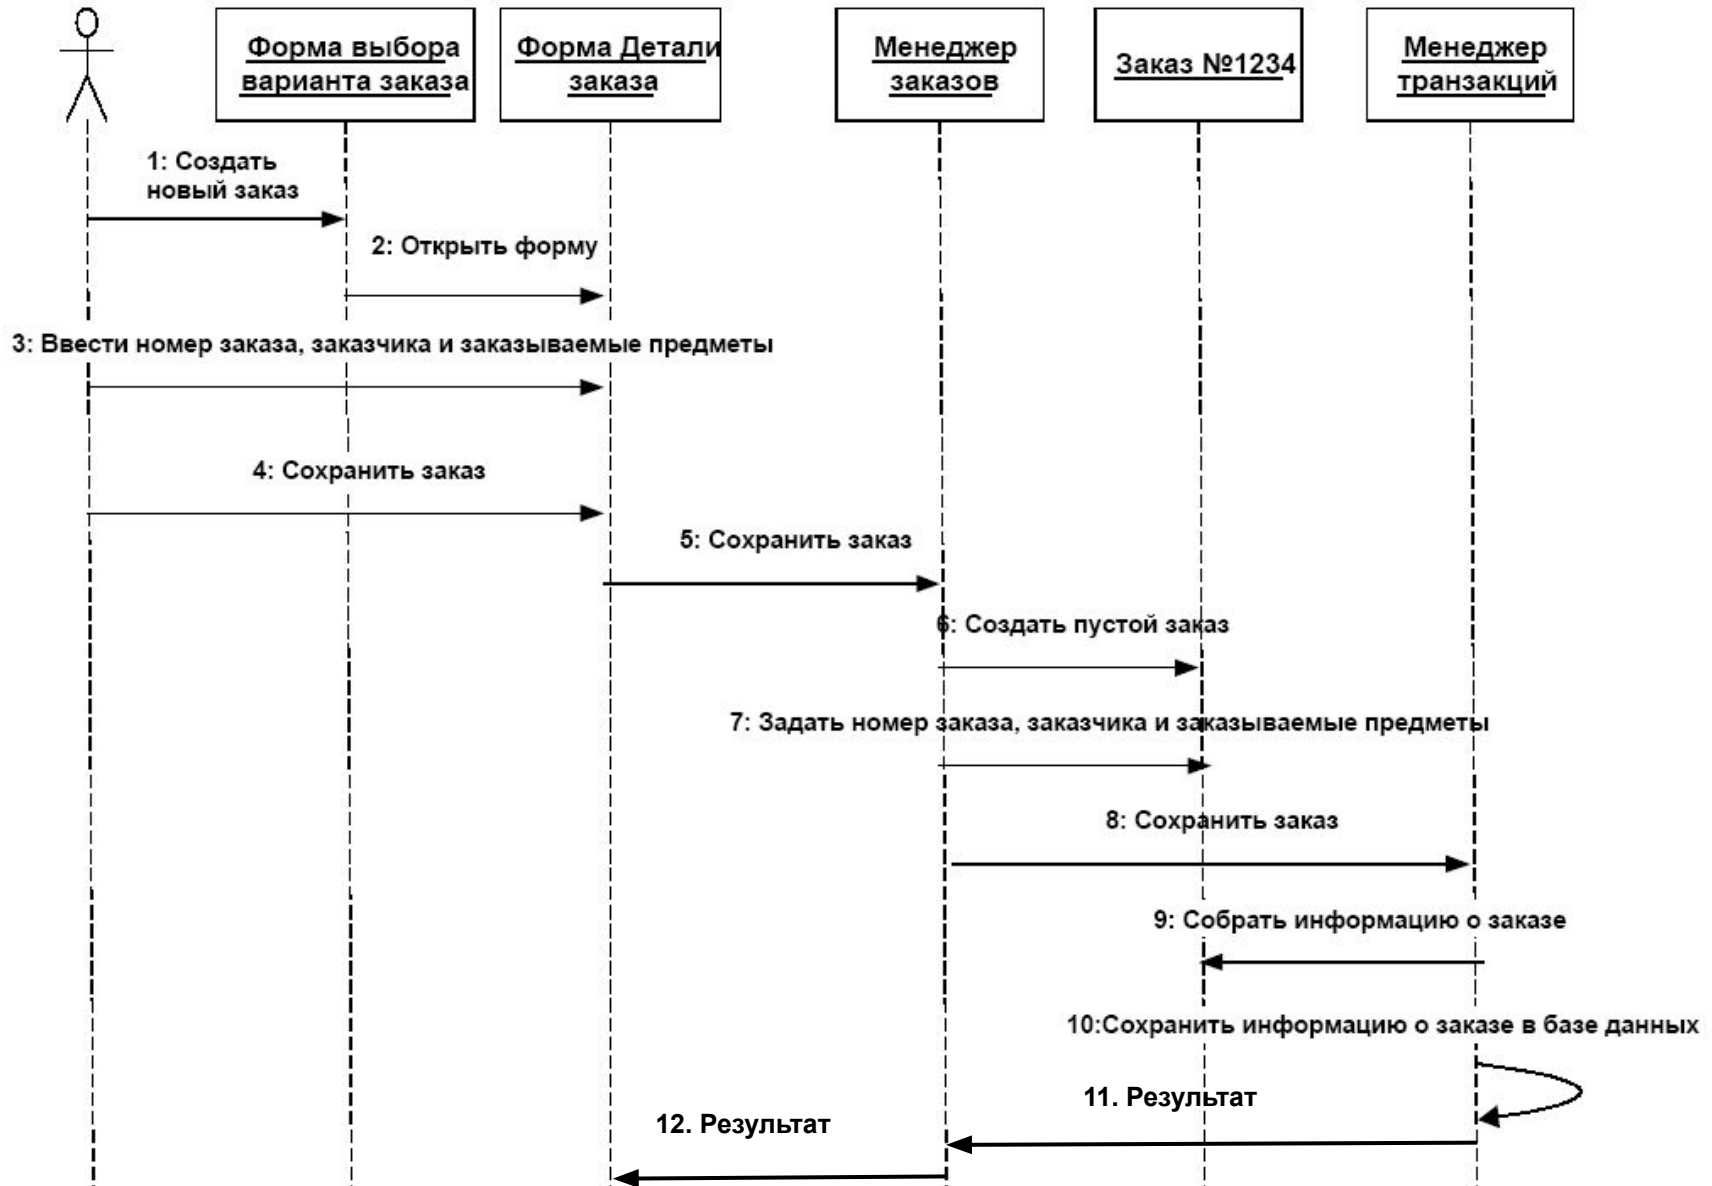 Форма выбора
варианта заказа
Форма Детали
заказа
Менеджер
заказов
Заказ №1234
Менеджер
транзакций
1: Создать
новый заказ
2: Открыть форму
3: Ввести номер заказа, заказчика и заказываемые предметы
4: Сохранить заказ
5: Сохранить заказ
6: Создать пустой заказ
7: Задать номер заказа, заказчика и заказываемые предметы
8: Сохранить заказ
9: Собрать информацию о заказе
10:Сохранить информацию о заказе в базе данных
11. Результат
12. Результат